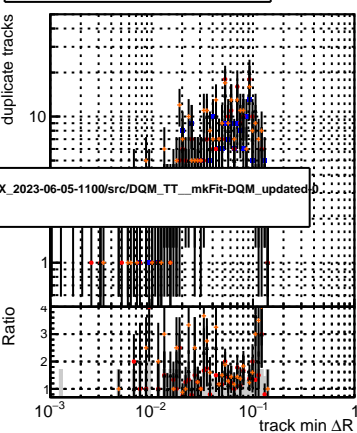 duplicate tracks
10
X_2023-06-05-1100/src/DQM_TT__mkFit-DQM_updated-0
1
Ratio
4
3
2
1
10⁻³ 10⁻² 10⁻¹ 1
track min ΔR